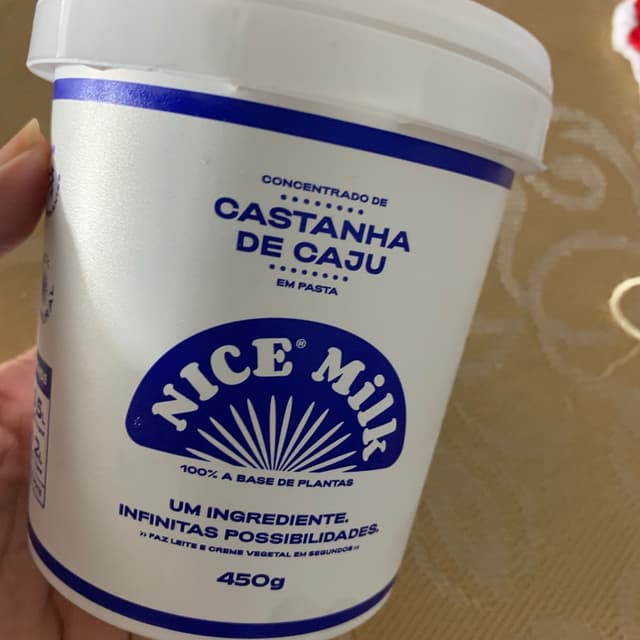 CONCENTRADO DE
CASTANHA
DE CAJU
EM PASTA
NICE® Milk
100% A BASE DE PLANTAS
UM INGREDIENTE.
INFINITAS POSSIBILIDADES.
›› FAZ LEITE E CREME VEGETAL EM SEGUNDOS ‹‹
450g